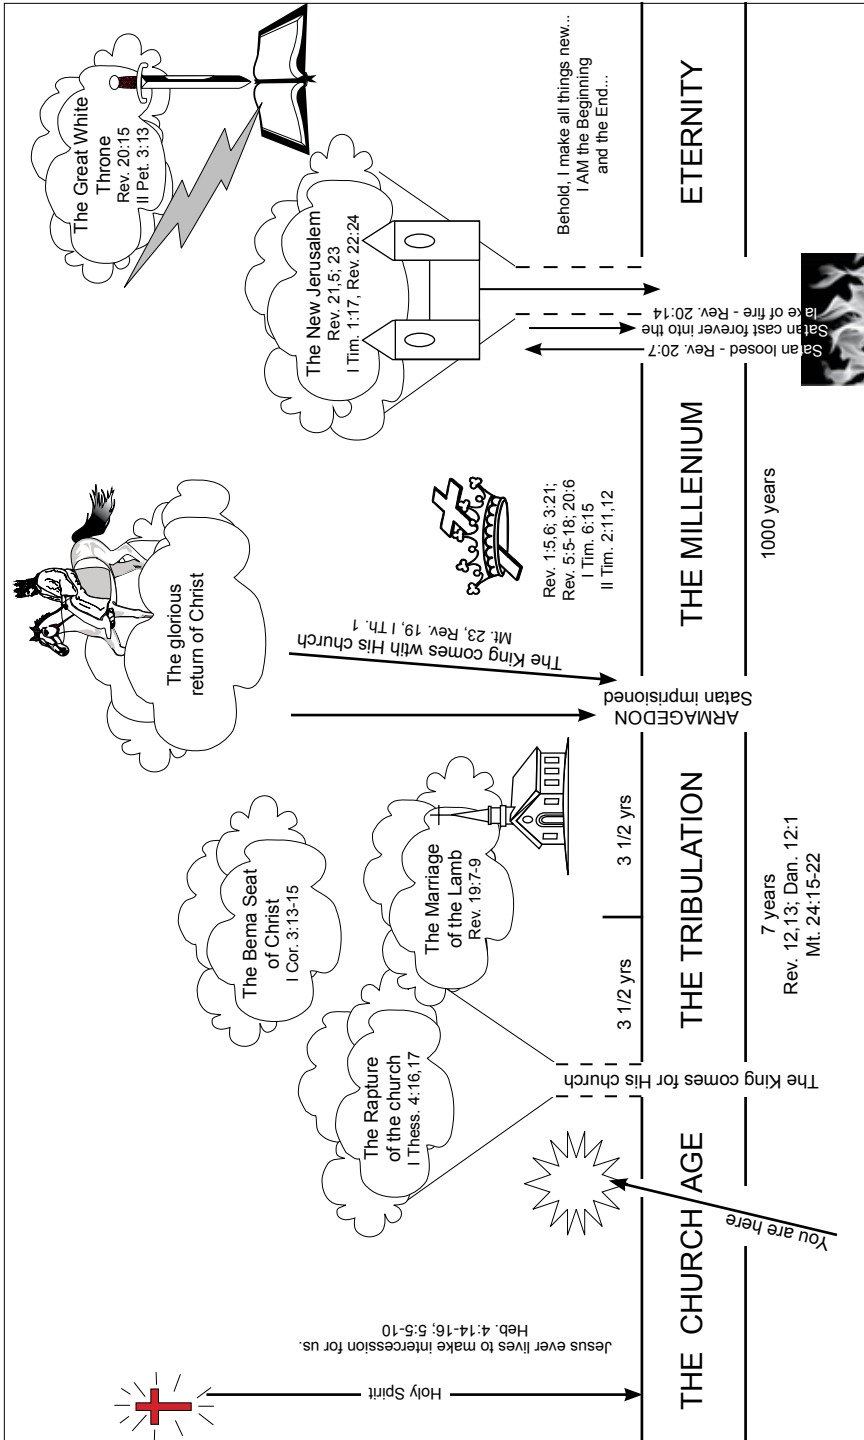 Holy Spirit
Jesus ever lives to make intercession for us.
Heb. 4:14-16; 5:5-10
THE CHURCH AGE
You are here
The Rapture
of the church
I Thess. 4:16,17
The King comes for His church
The Bema Seat
of Christ
I Cor. 3:13-15
The Marriage
of the Lamb
Rev. 19:7-9
3 1/2 yrs
3 1/2 yrs
THE TRIBULATION
7 years
Rev. 12,13; Dan. 12:1
Mt. 24:15-22
The glorious
return of Christ
The King comes wtih His church
Mt. 23, Rev. 19, I Th. 1
ARMAGEDON
Satan imprisioned
Rev. 1:5,6; 3:21;
Rev. 5:5-18; 20:6
I Tim. 6:15
II Tim. 2:11,12
THE MILLENIUM
1000 years
The New Jerusalem
Rev. 21,5; 23
I Tim. 1:17, Rev. 22:24
Satan loosed - Rev. 20:7
Satan cast forever into the
lake of fire - Rev. 20:14
The Great White
Throne
Rev. 20:15
II Pet. 3:13
Behold, I make all things new...
I AM the Beginning
and the End...
ETERNITY